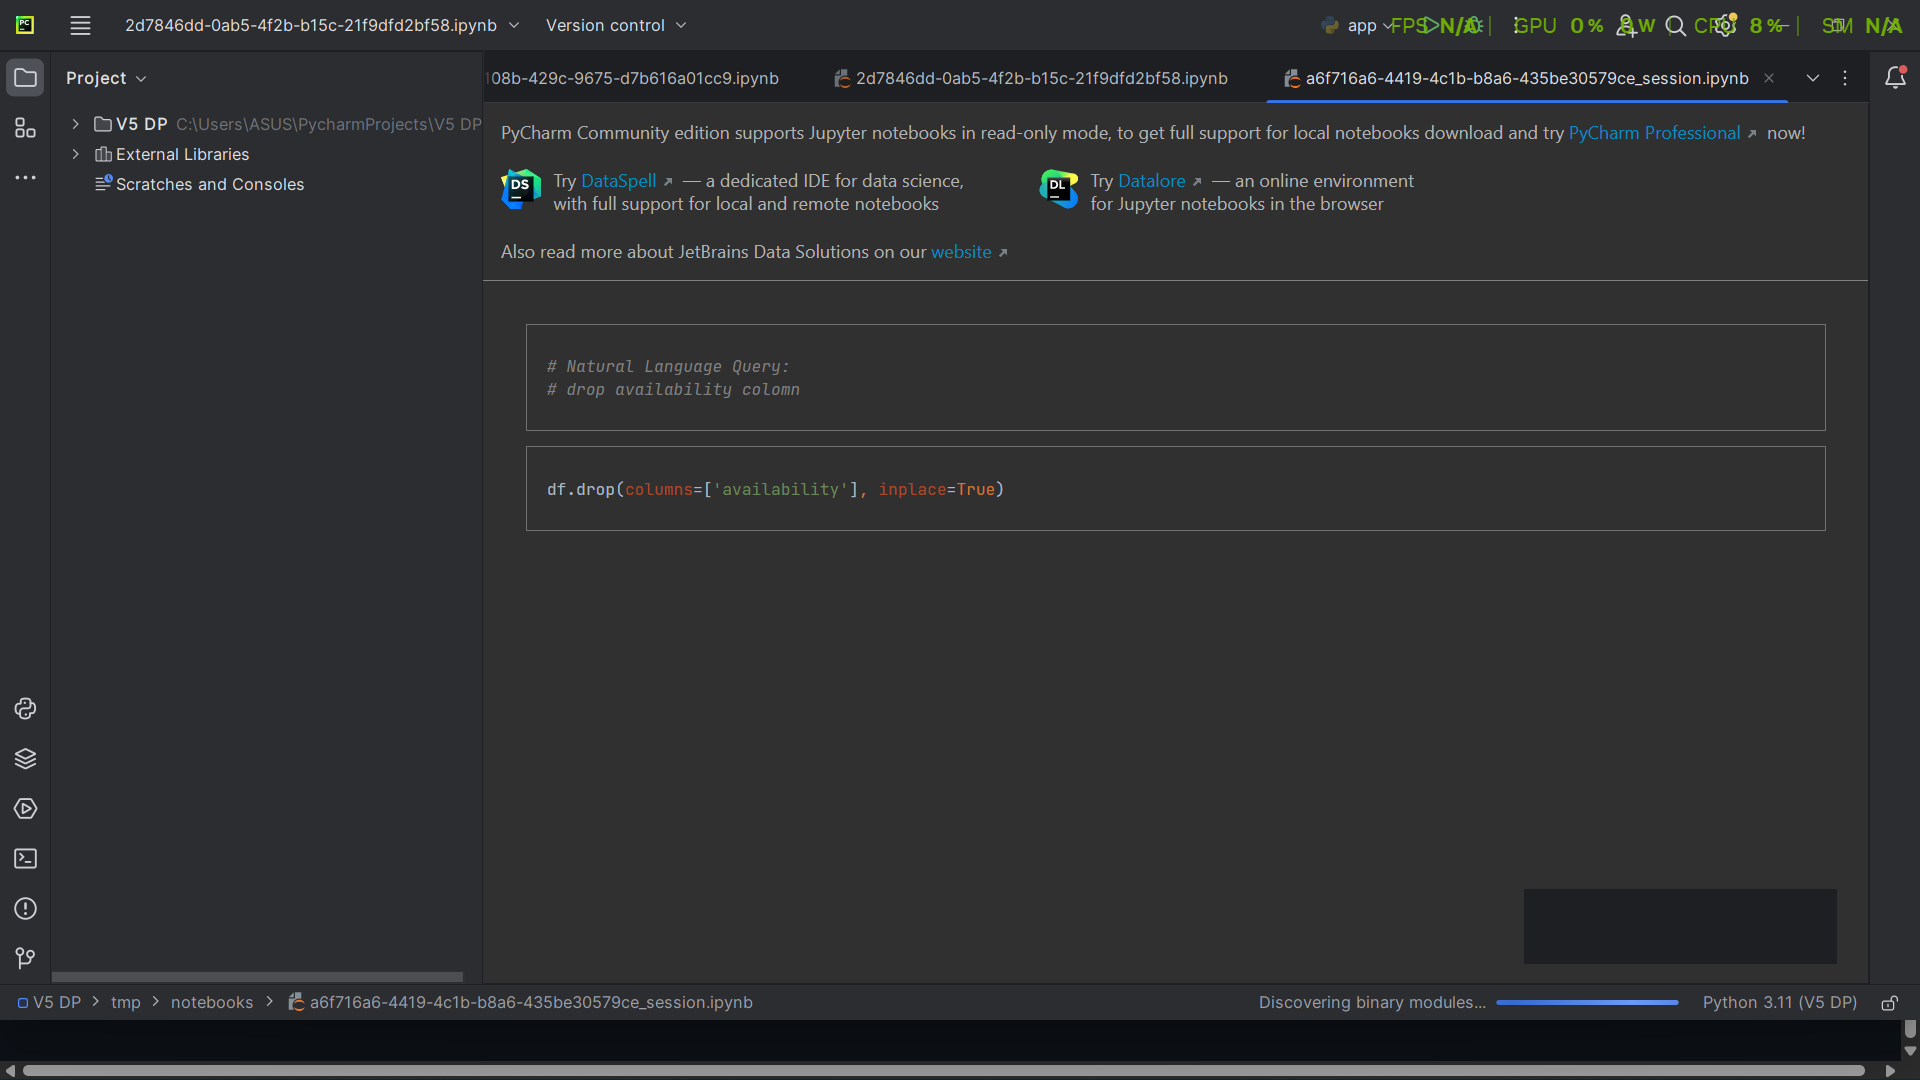 2d7846dd-0ab5-4f2b-b15c-21f9dfd2bf58.ipynb
Version control
app
FPS N/A | GPU 0 % 8 W | CPU 8 % | SM N/A
Project
V5 DP C:\Users\ASUS\PycharmProjects\V5 DP
External Libraries
Scratches and Consoles
08b-429c-9675-d7b616a01cc9.ipynb
2d7846dd-0ab5-4f2b-b15c-21f9dfd2bf58.ipynb
a6f716a6-4419-4c1b-b8a6-435be30579ce_session.ipynb
PyCharm Community edition supports Jupyter notebooks in read-only mode, to get full support for local notebooks download and try PyCharm Professional now!
DS
Try DataSpell — a dedicated IDE for data science,
with full support for local and remote notebooks
DL
Try Datalore — an online environment
for Jupyter notebooks in the browser
Also read more about JetBrains Data Solutions on our website
# Natural Language Query:
# drop availability colomn
df.drop(columns=['availability'], inplace=True)
V5 DP > tmp > notebooks > a6f716a6-4419-4c1b-b8a6-435be30579ce_session.ipynb
Discovering binary modules...
Python 3.11 (V5 DP)